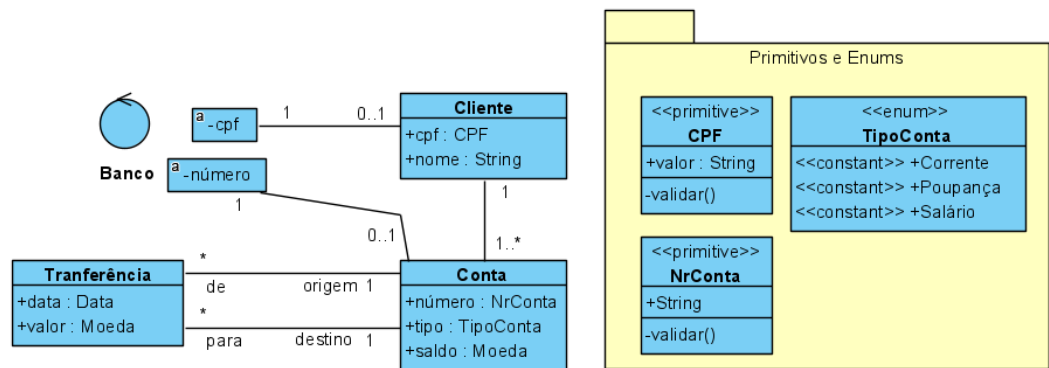 Banco
a -cpf
1
0..1
Cliente
+cpf : CPF
+nome : String
a -número
1
0..1
1
1..*
Tranferência
+data : Data
+valor : Moeda
*
de
origem 1
*
para
destino 1
Conta
+número : NrConta
+tipo : TipoConta
+saldo : Moeda
Primitivos e Enums
<<primitive>>
CPF
+valor : String
-validar()
<<enum>>
TipoConta
<<constant>> +Corrente
<<constant>> +Poupança
<<constant>> +Salário
<<primitive>>
NrConta
+String
-validar()